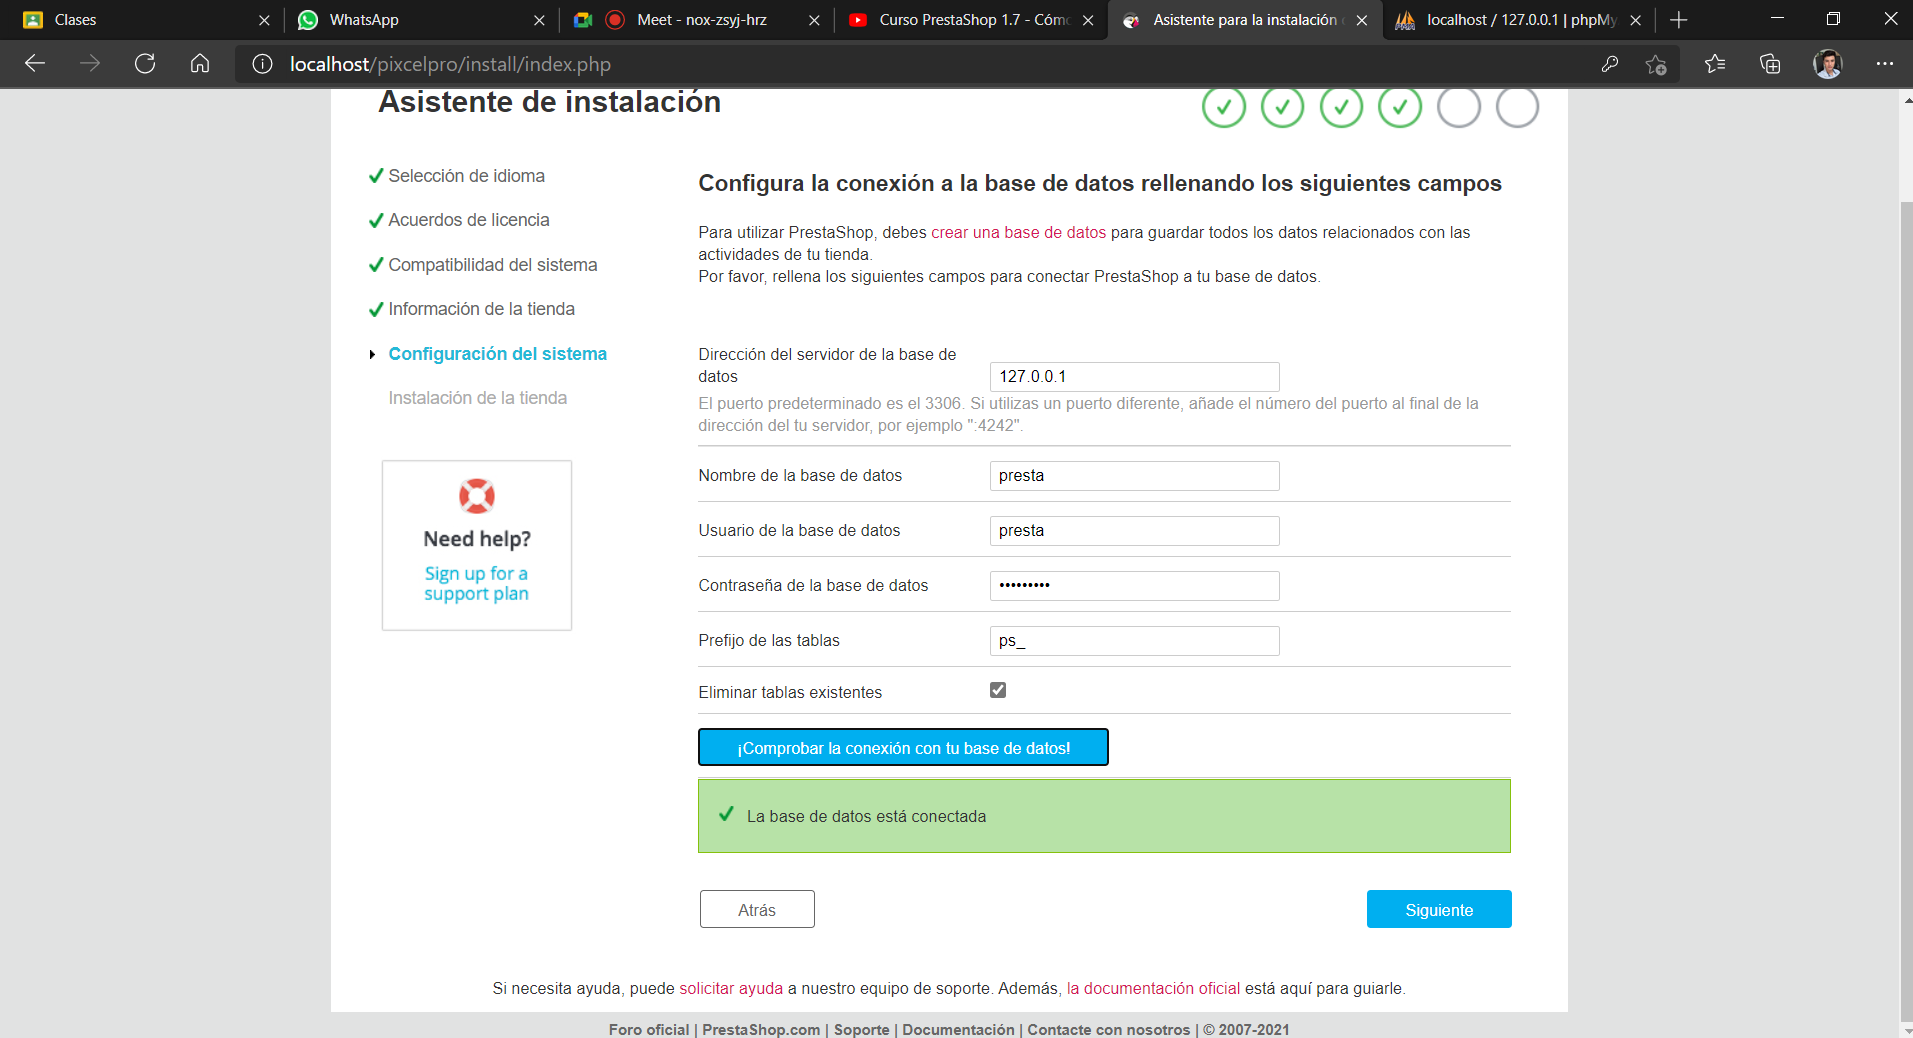 Clases
WhatsApp
Meet - nox-zsyj-hrz
Curso PrestaShop 1.7 - Cómo
Asistente para la instalación
localhost / 127.0.0.1 | phpMy
localhost/pixcelpro/install/index.php
Asistente de instalación
Selección de idioma
Acuerdos de licencia
Compatibilidad del sistema
Información de la tienda
Configuración del sistema
Instalación de la tienda
Need help?
Sign up for a
support plan
Configura la conexión a la base de datos rellenando los siguientes campos
Para utilizar PrestaShop, debes crear una base de datos para guardar todos los datos relacionados con las
actividades de tu tienda.
Por favor, rellena los siguientes campos para conectar PrestaShop a tu base de datos.
Dirección del servidor de la base de
datos
127.0.0.1
El puerto predeterminado es el 3306. Si utilizas un puerto diferente, añade el número del puerto al final de la
dirección del tu servidor, por ejemplo ":4242".
Nombre de la base de datos
presta
Usuario de la base de datos
presta
Contraseña de la base de datos
•••••••••
Prefijo de las tablas
ps_
Eliminar tablas existentes
¡Comprobar la conexión con tu base de datos!
La base de datos está conectada
Atrás
Siguiente
Si necesita ayuda, puede solicitar ayuda a nuestro equipo de soporte. Además, la documentación oficial está aquí para guiarle.
Foro oficial | PrestaShop.com | Soporte | Documentación | Contacte con nosotros | © 2007-2021